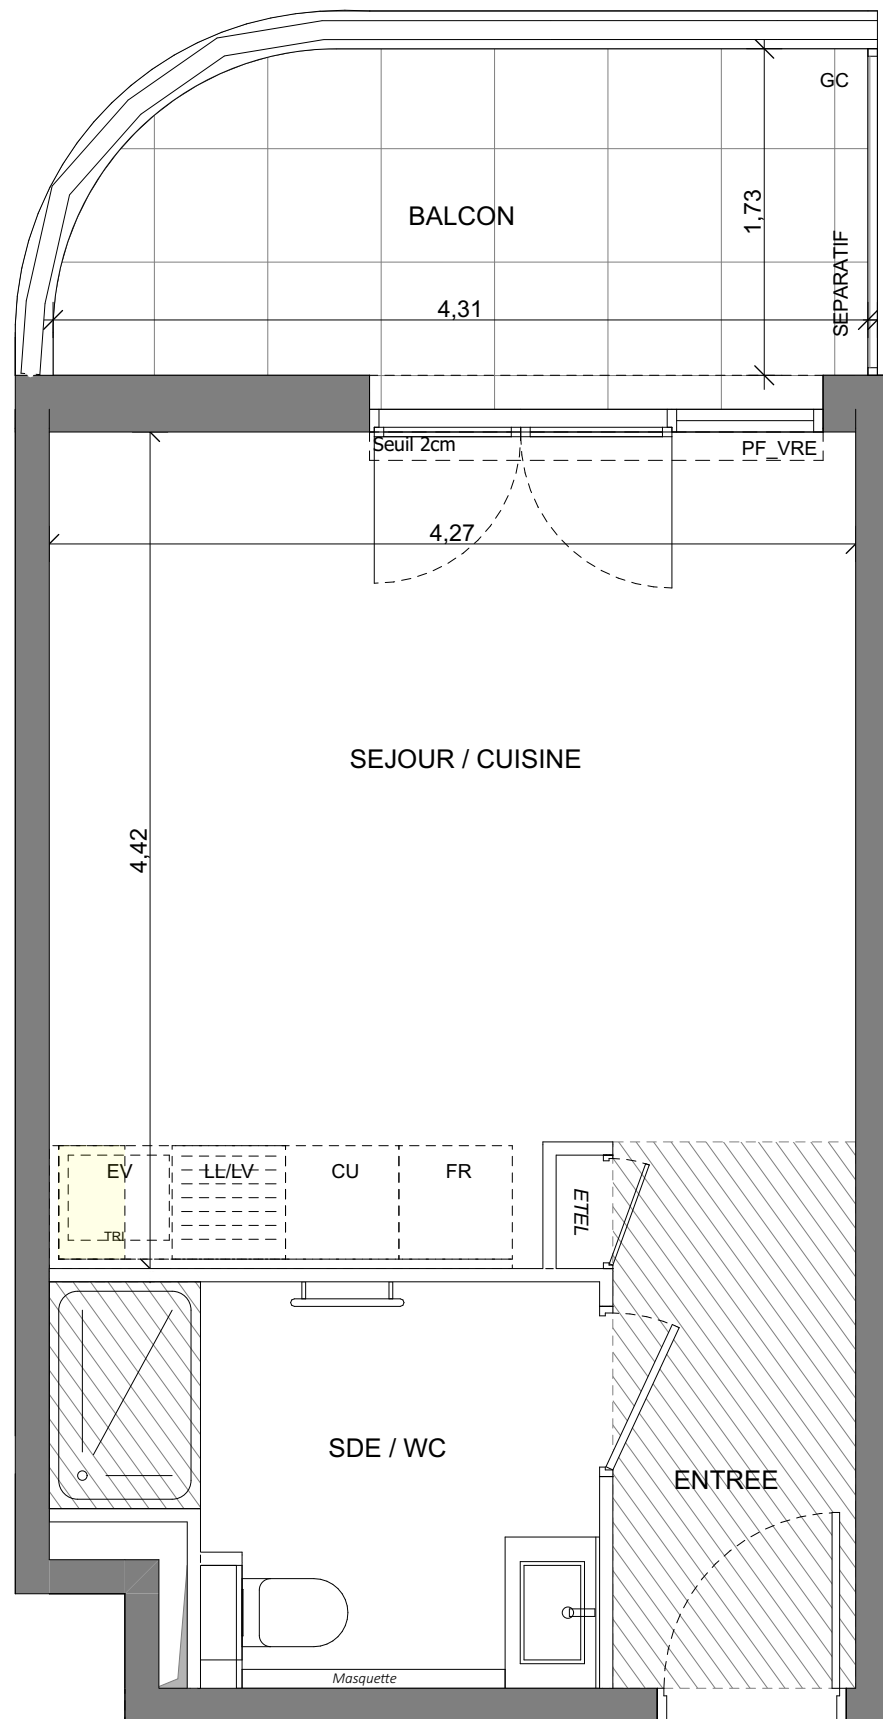 GC
BALCON
1,73
SEPARATIF
4,31
Seuil 2cm
PF_VRE
4,27
SEJOUR / CUISINE
4,42
EV
LL/LV
CU
FR
TRI
ETEL
SDE / WC
ENTREE
Masquette